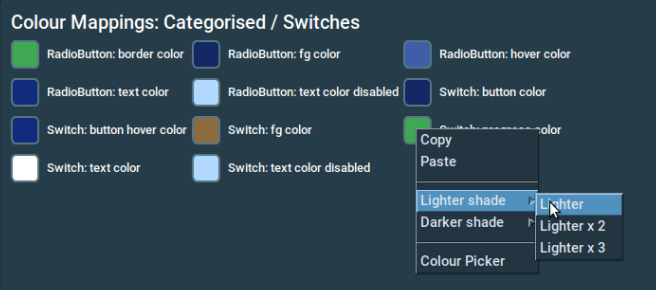 Colour Mappings: Categorised / Switches
RadioButton: border color
RadioButton: fg color
RadioButton: hover color
RadioButton: text color
RadioButton: text color disabled
Switch: button color
Switch: button hover color
Switch: fg color
Switch: progress color
Switch: text color
Switch: text color disabled
Copy
Paste
Lighter shade
Darker shade
Colour Picker
Lighter
Lighter x 2
Lighter x 3